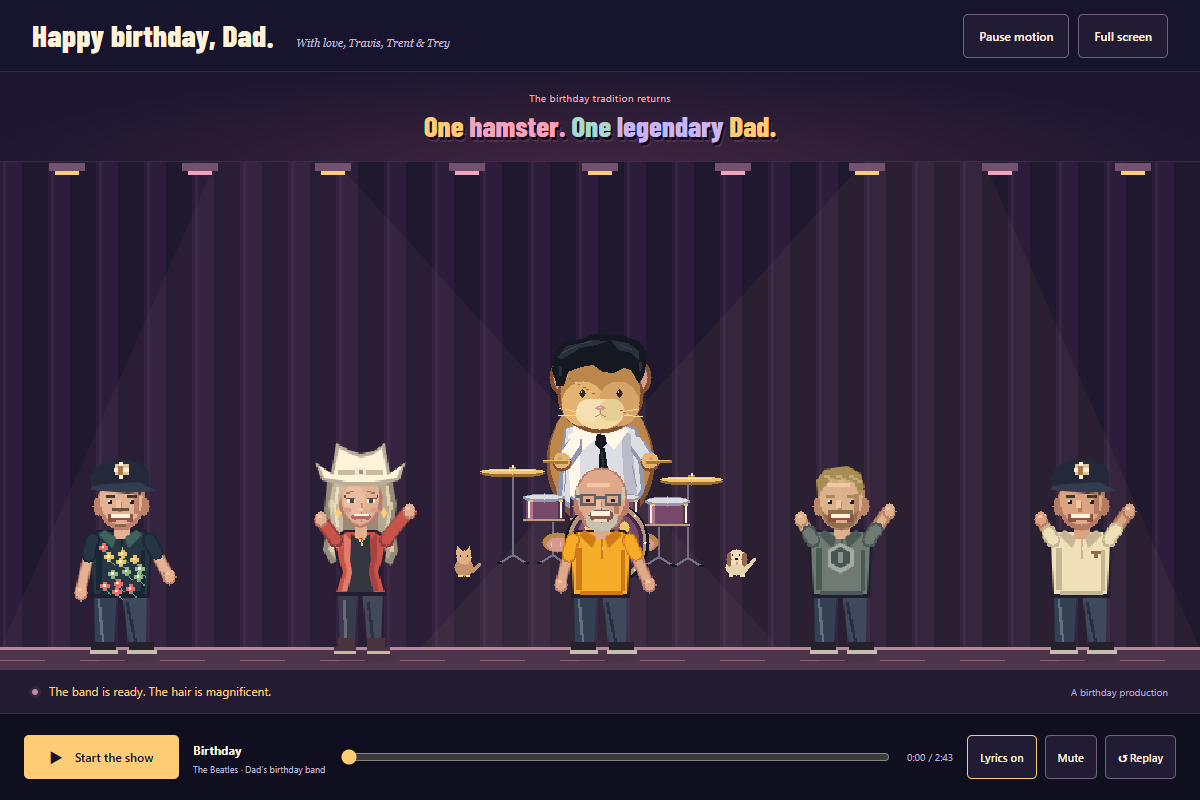 Happy birthday, Dad.
With love, Travis, Trent & Trey
Pause motion
Full screen
The birthday tradition returns
One hamster. One legendary Dad.
The band is ready. The hair is magnificent.
A birthday production
Start the show
Birthday
The Beatles · Dad's birthday band
0:00 / 2:43
Lyrics on
Mute
↺ Replay